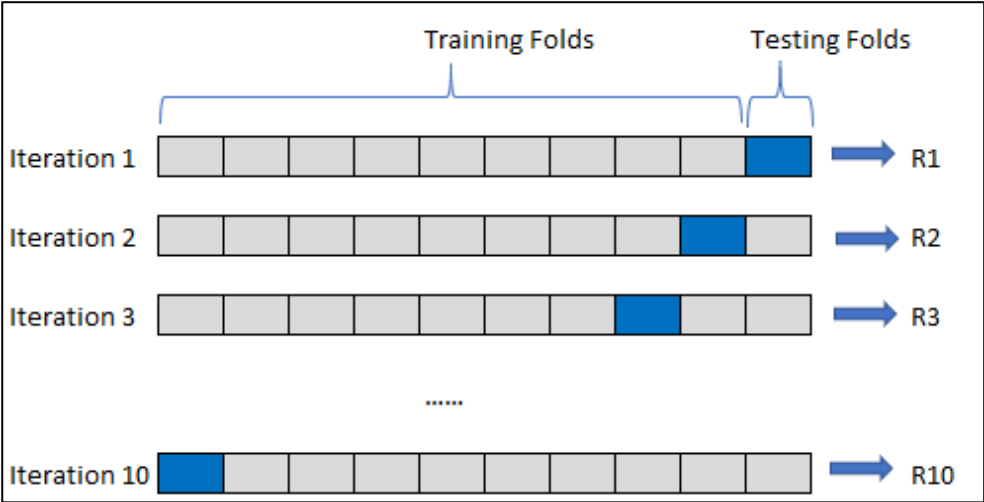 Training Folds Testing Folds
Iteration 1 R1
Iteration 2 R2
Iteration 3 R3
......
Iteration 10 R10